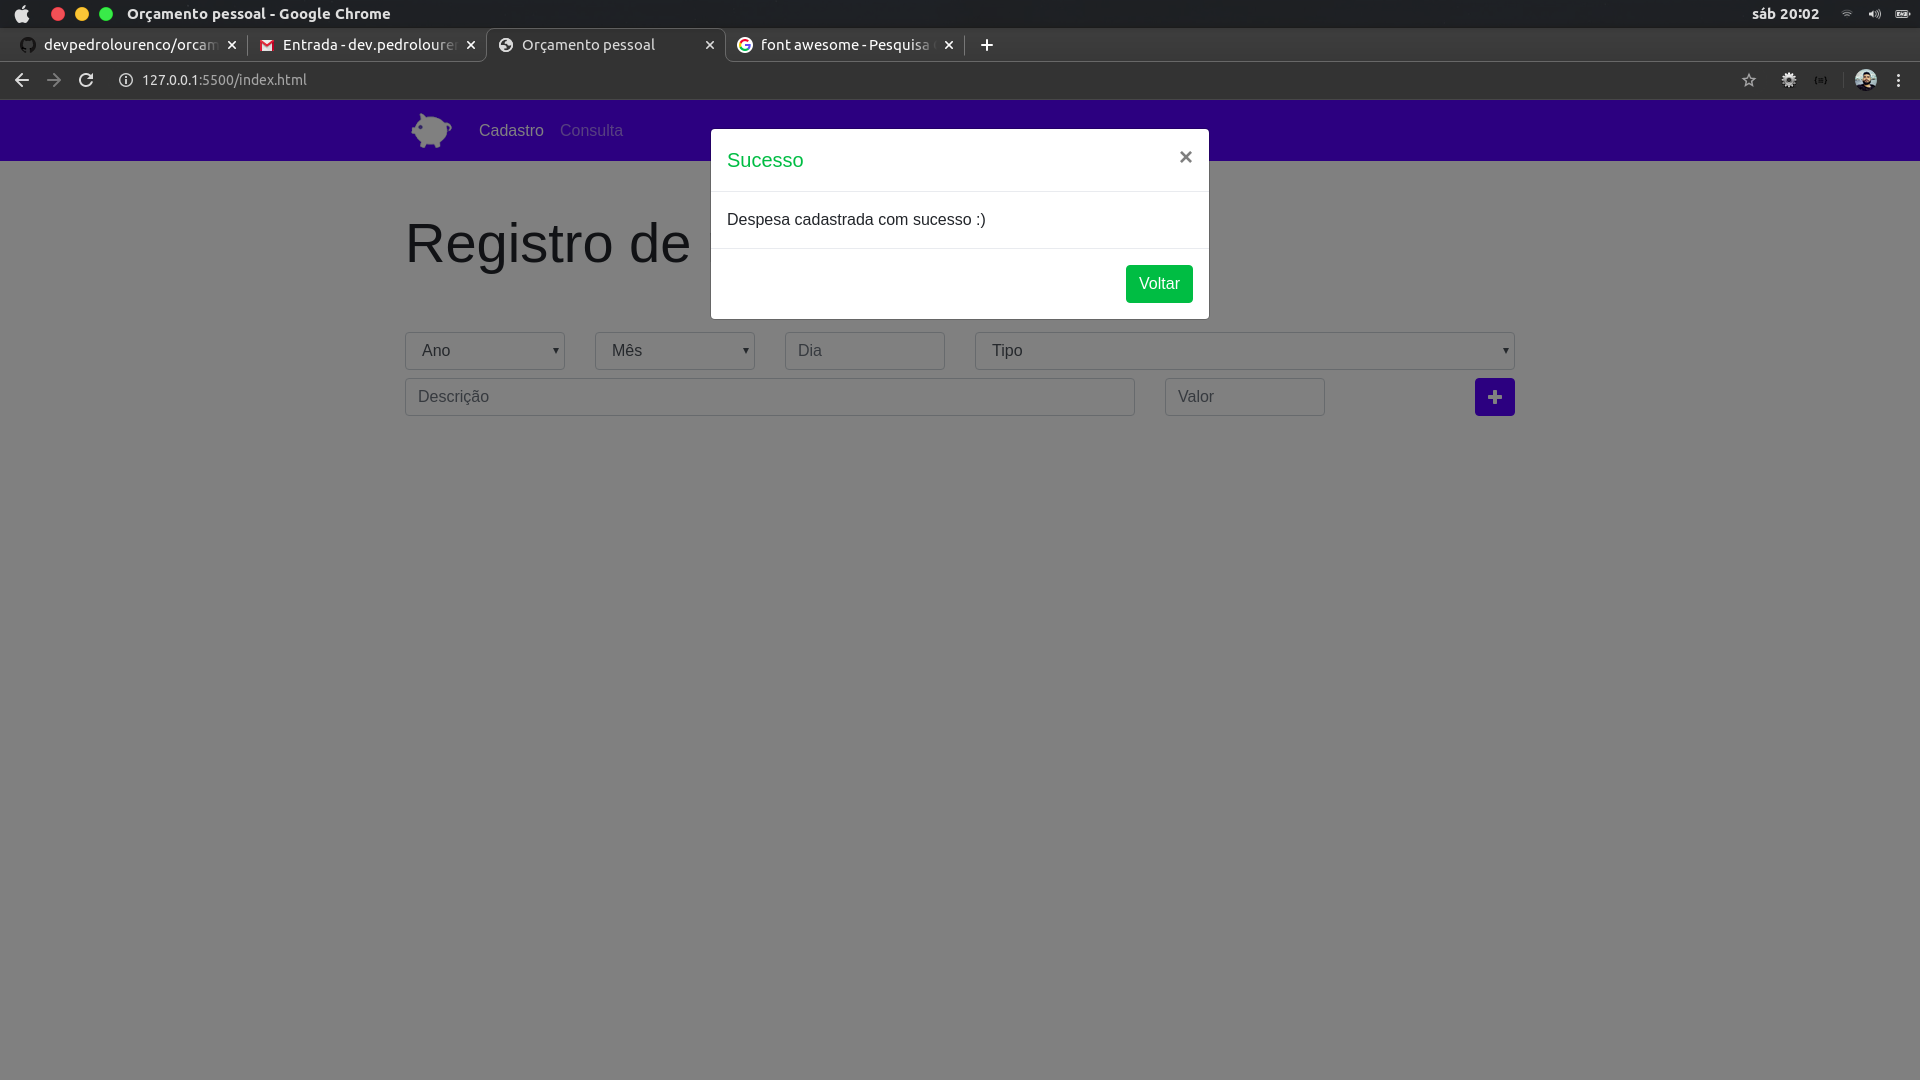 Orçamento pessoal - Google Chrome
sáb 20:02
devpedrolourenco/orcam
Entrada - dev.pedrolouren
Orçamento pessoal
font awesome - Pesquisa
127.0.0.1:5500/index.html
Cadastro
Consulta
Sucesso
×
Despesa cadastrada com sucesso :)
Voltar
Registro de
Ano
Mês
Dia
Tipo
Descrição
Valor